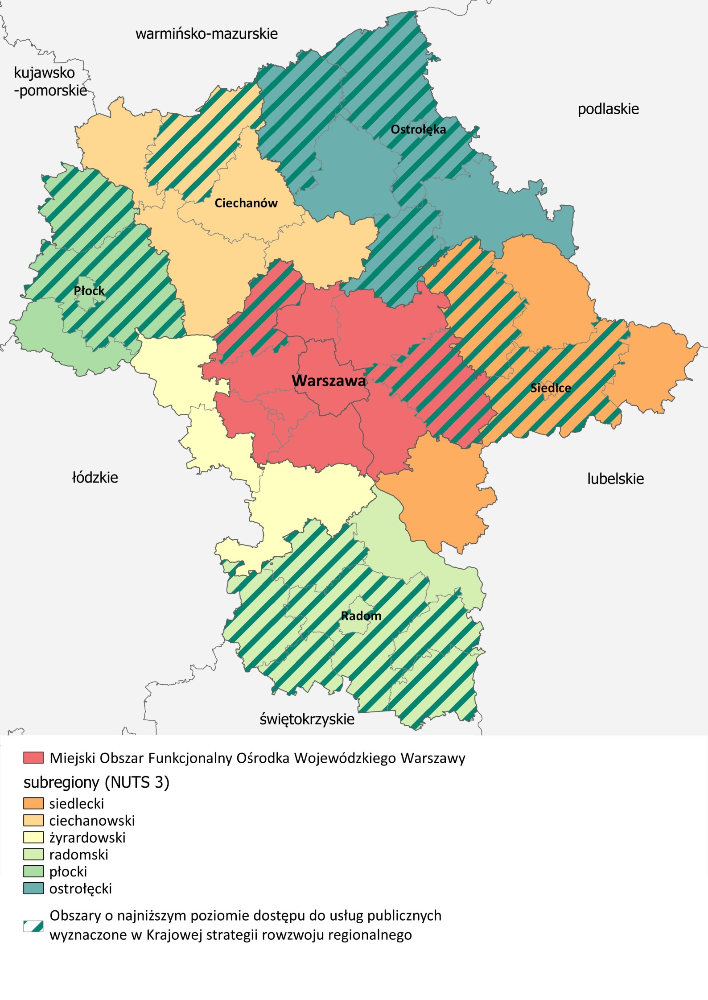 warmińsko-mazurskie
kujawsko
-pomorskie
podlaskie
Ostrołęka
Ciechanów
Płock
Warszawa
Siedlce
łódzkie
lubelskie
Radom
świętokrzyskie
Miejski Obszar Funkcjonalny Ośrodka Wojewódzkiego Warszawy
subregiony (NUTS 3)
siedlecki
ciechanowski
żyrardowski
radomski
płocki
ostrołęcki
Obszary o najniższym poziomie dostępu do usług publicznych
wyznaczone w Krajowej strategii rowzwoju regionalnego